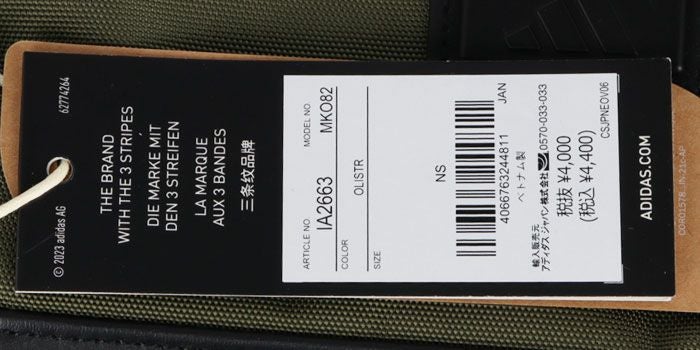 62774264
THE BRAND
WITH THE 3 STRIPES
DIE MARKE MIT
DEN 3 STREIFEN
LA MARQUE
AUX 3 BANDES
三条纹品牌
© 2023 adidas AG
ARTICLE NO.
IA2663
MODEL NO.
MKO82
COLOR
OLISTR
SIZE
NS
JAN
4066763244811
ベトナム製
輸入販売元
アディダス ジャパン株式会社 0570-033-033
税抜 ¥4,000
(税込 ¥4,400)
CSJPNEOV06
ADIDAS.COM